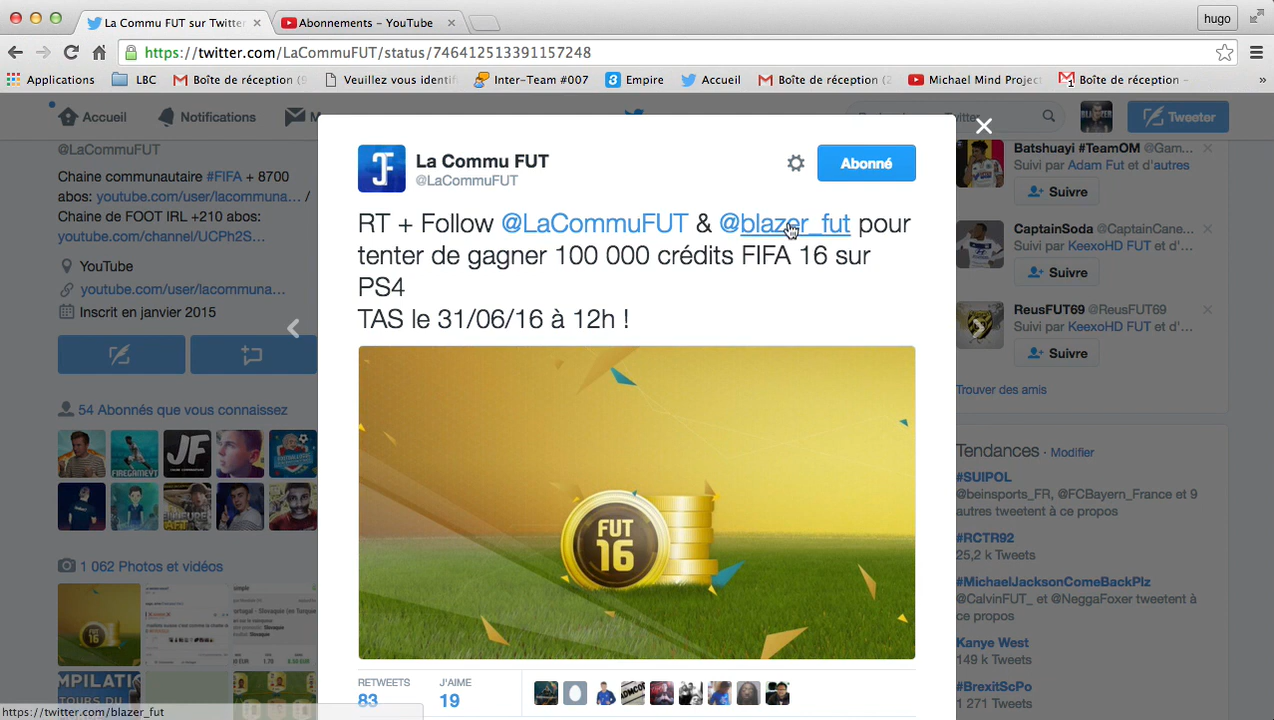 La Commu FUT sur Twitter
Abonnements – YouTube
hugo
https://twitter.com/LaCommuFUT/status/746412513391157248
Applications
LBC
Boîte de réception (9
Veuillez vous identif
Inter-Team #007
Empire
Accueil
Boîte de réception (2
Michael Mind Project
Boîte de réception –
»
Accueil
Notifications
M
Tweeter
@LaCommuFUT
Chaine communautaire #FIFA + 8700
abos: youtube.com/user/lacommuna… /
Chaine de FOOT IRL +210 abos:
youtube.com/channel/UCPh2S…
YouTube
youtube.com/user/lacommuna…
Inscrit en janvier 2015
54 Abonnés que vous connaissez
1 062 Photos et vidéos
La Commu FUT
@LaCommuFUT
Abonné
RT + Follow @LaCommuFUT & @blazer_fut pour
tenter de gagner 100 000 crédits FIFA 16 sur
PS4
TAS le 31/06/16 à 12h !
FUT
16
RETWEETS
83
J'AIME
19
Batshuayi #TeamOM @Gam…
Suivi par Adam Fut et d'autres
Suivre
CaptainSoda @CaptainCane…
Suivi par KeexoHD FUT et d'…
Suivre
ReusFUT69 @ReusFUT69
Suivi par KeexoHD FUT et d'…
Suivre
Trouver des amis
Tendances · Modifier
#SUIPOL
@beinsports_FR, @FCBayern_France et 9
autres tweetent à ce propos
#RCTR92
25,2 k Tweets
#MichaelJacksonComeBackPlz
@CalvinFUT_ et @NeggaFoxer tweetent à
ce propos
Kanye West
149 k Tweets
#BrexitScPo
1 271 Tweets
https://twitter.com/blazer_fut